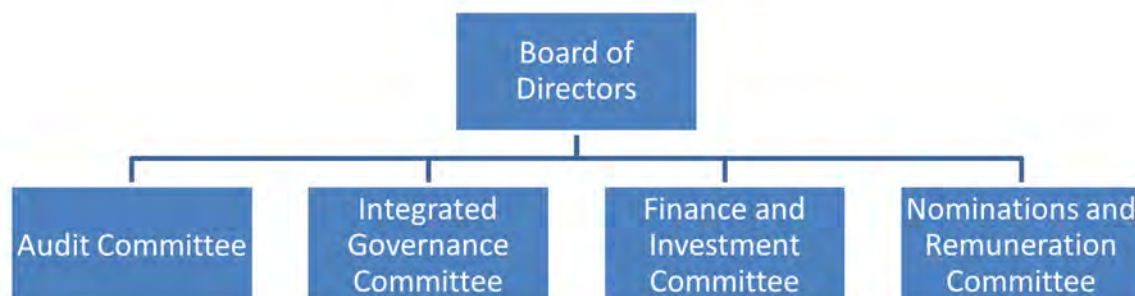 Board of
Directors
Audit Committee
Integrated
Governance
Committee
Finance and
Investment
Committee
Nominations and
Remuneration
Committee